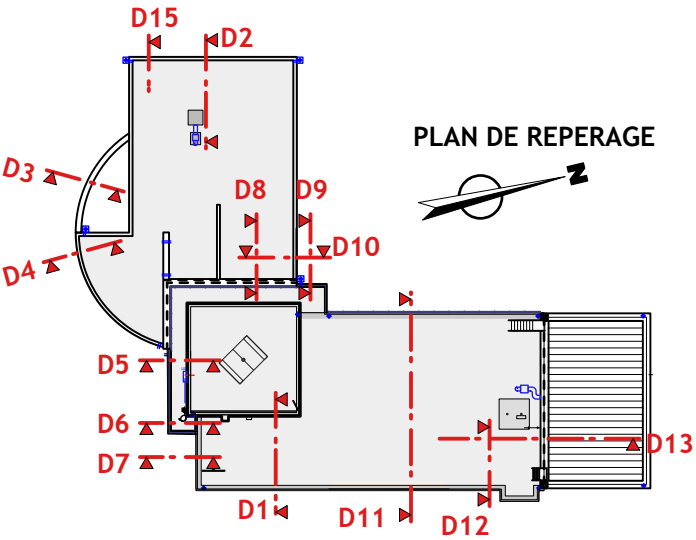 D15
D2
PLAN DE REPERAGE
N
D3
D8
D9
D10
D4
D5
D6
D7
D13
D1
D11
D12